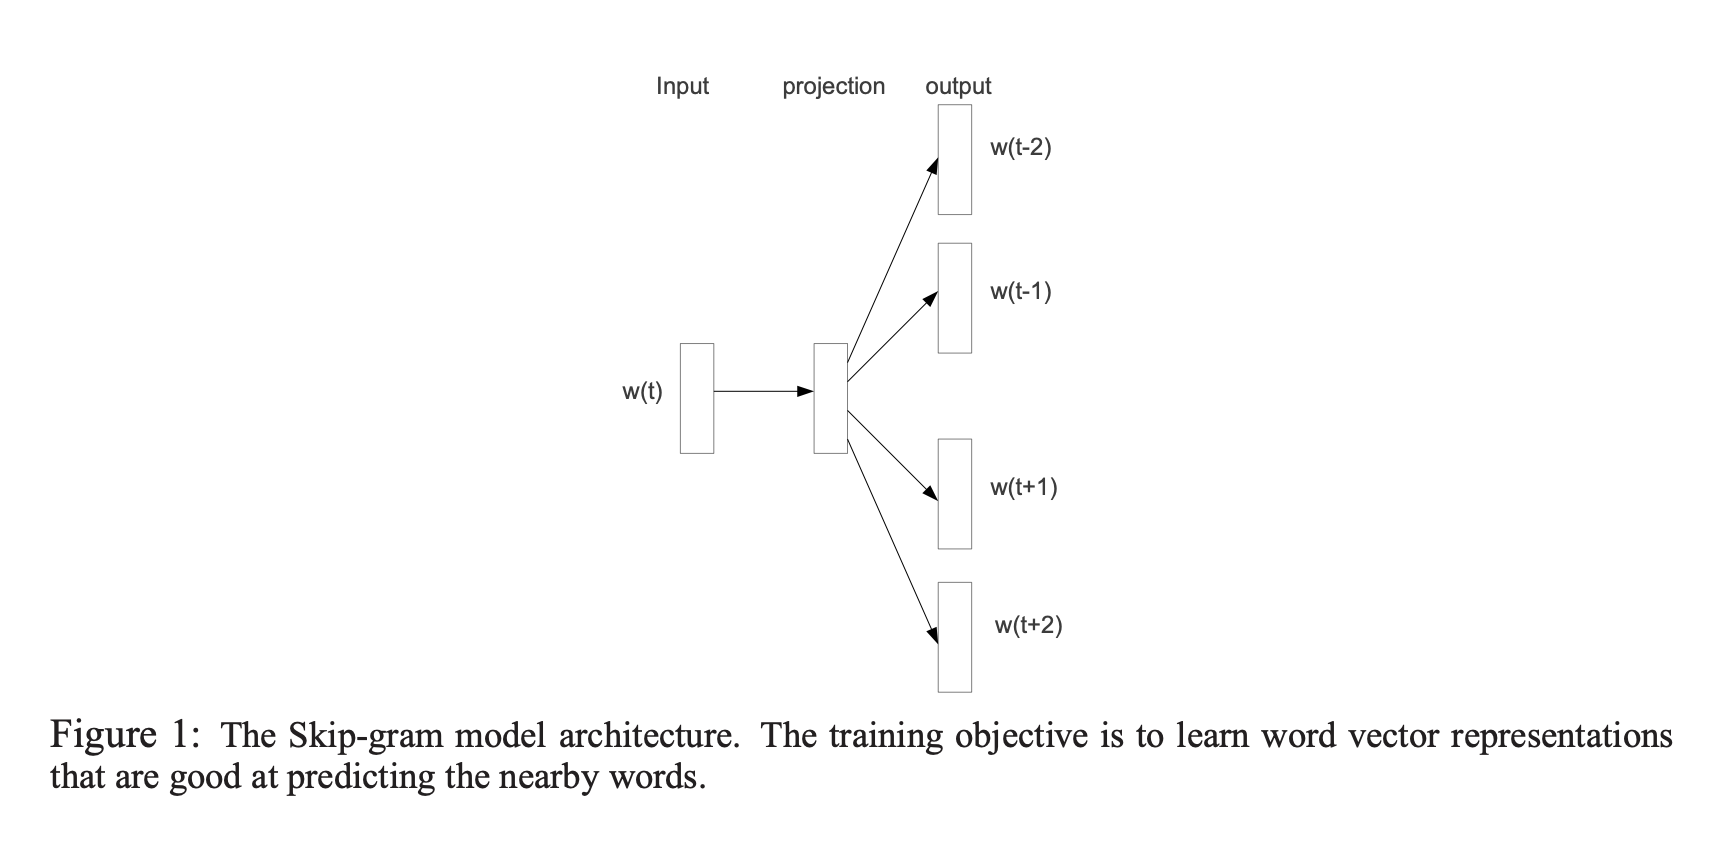 Input projection output
w(t-2)
w(t-1)
w(t)
w(t+1)
w(t+2)
Figure 1: The Skip-gram model architecture. The training objective is to learn word vector representations
that are good at predicting the nearby words.